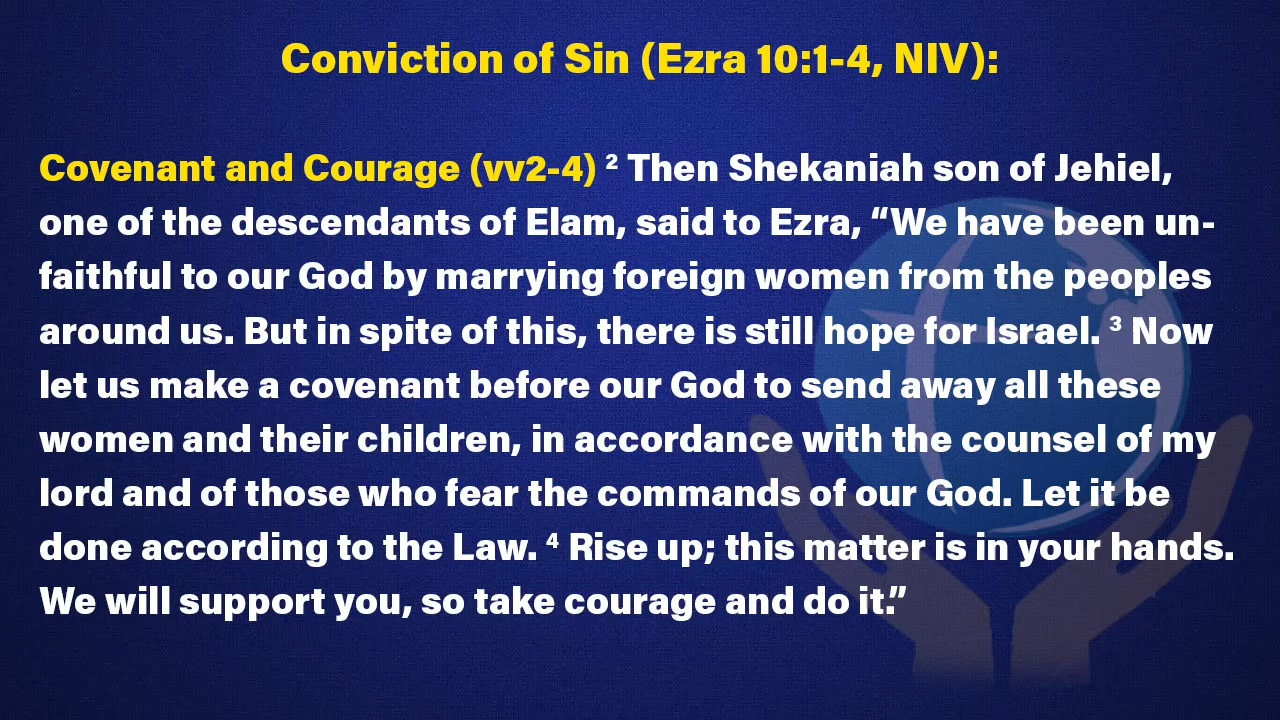 Conviction of Sin (Ezra 10:1-4, NIV):
Covenant and Courage (vv2-4) ² Then Shekaniah son of Jehiel,
one of the descendants of Elam, said to Ezra, “We have been un-
faithful to our God by marrying foreign women from the peoples
around us. But in spite of this, there is still hope for Israel. ³ Now
let us make a covenant before our God to send away all these
women and their children, in accordance with the counsel of my
lord and of those who fear the commands of our God. Let it be
done according to the Law. ⁴ Rise up; this matter is in your hands.
We will support you, so take courage and do it.”